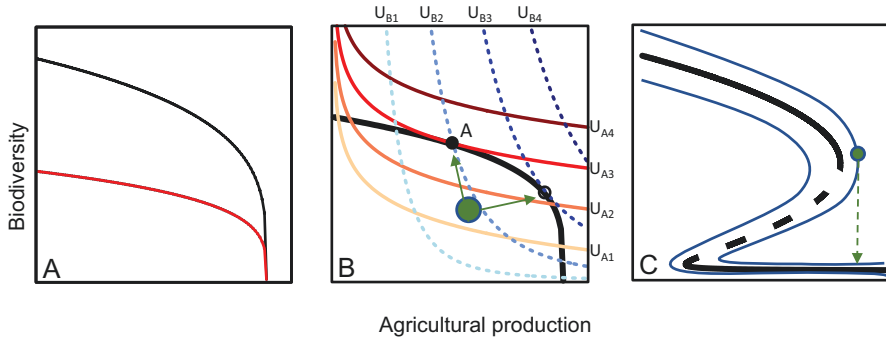 U_B1 U_B2 U_B3 U_B4
Biodiversity
A
A
U_A4
U_A3
U_A2
U_A1
B
C
Agricultural production